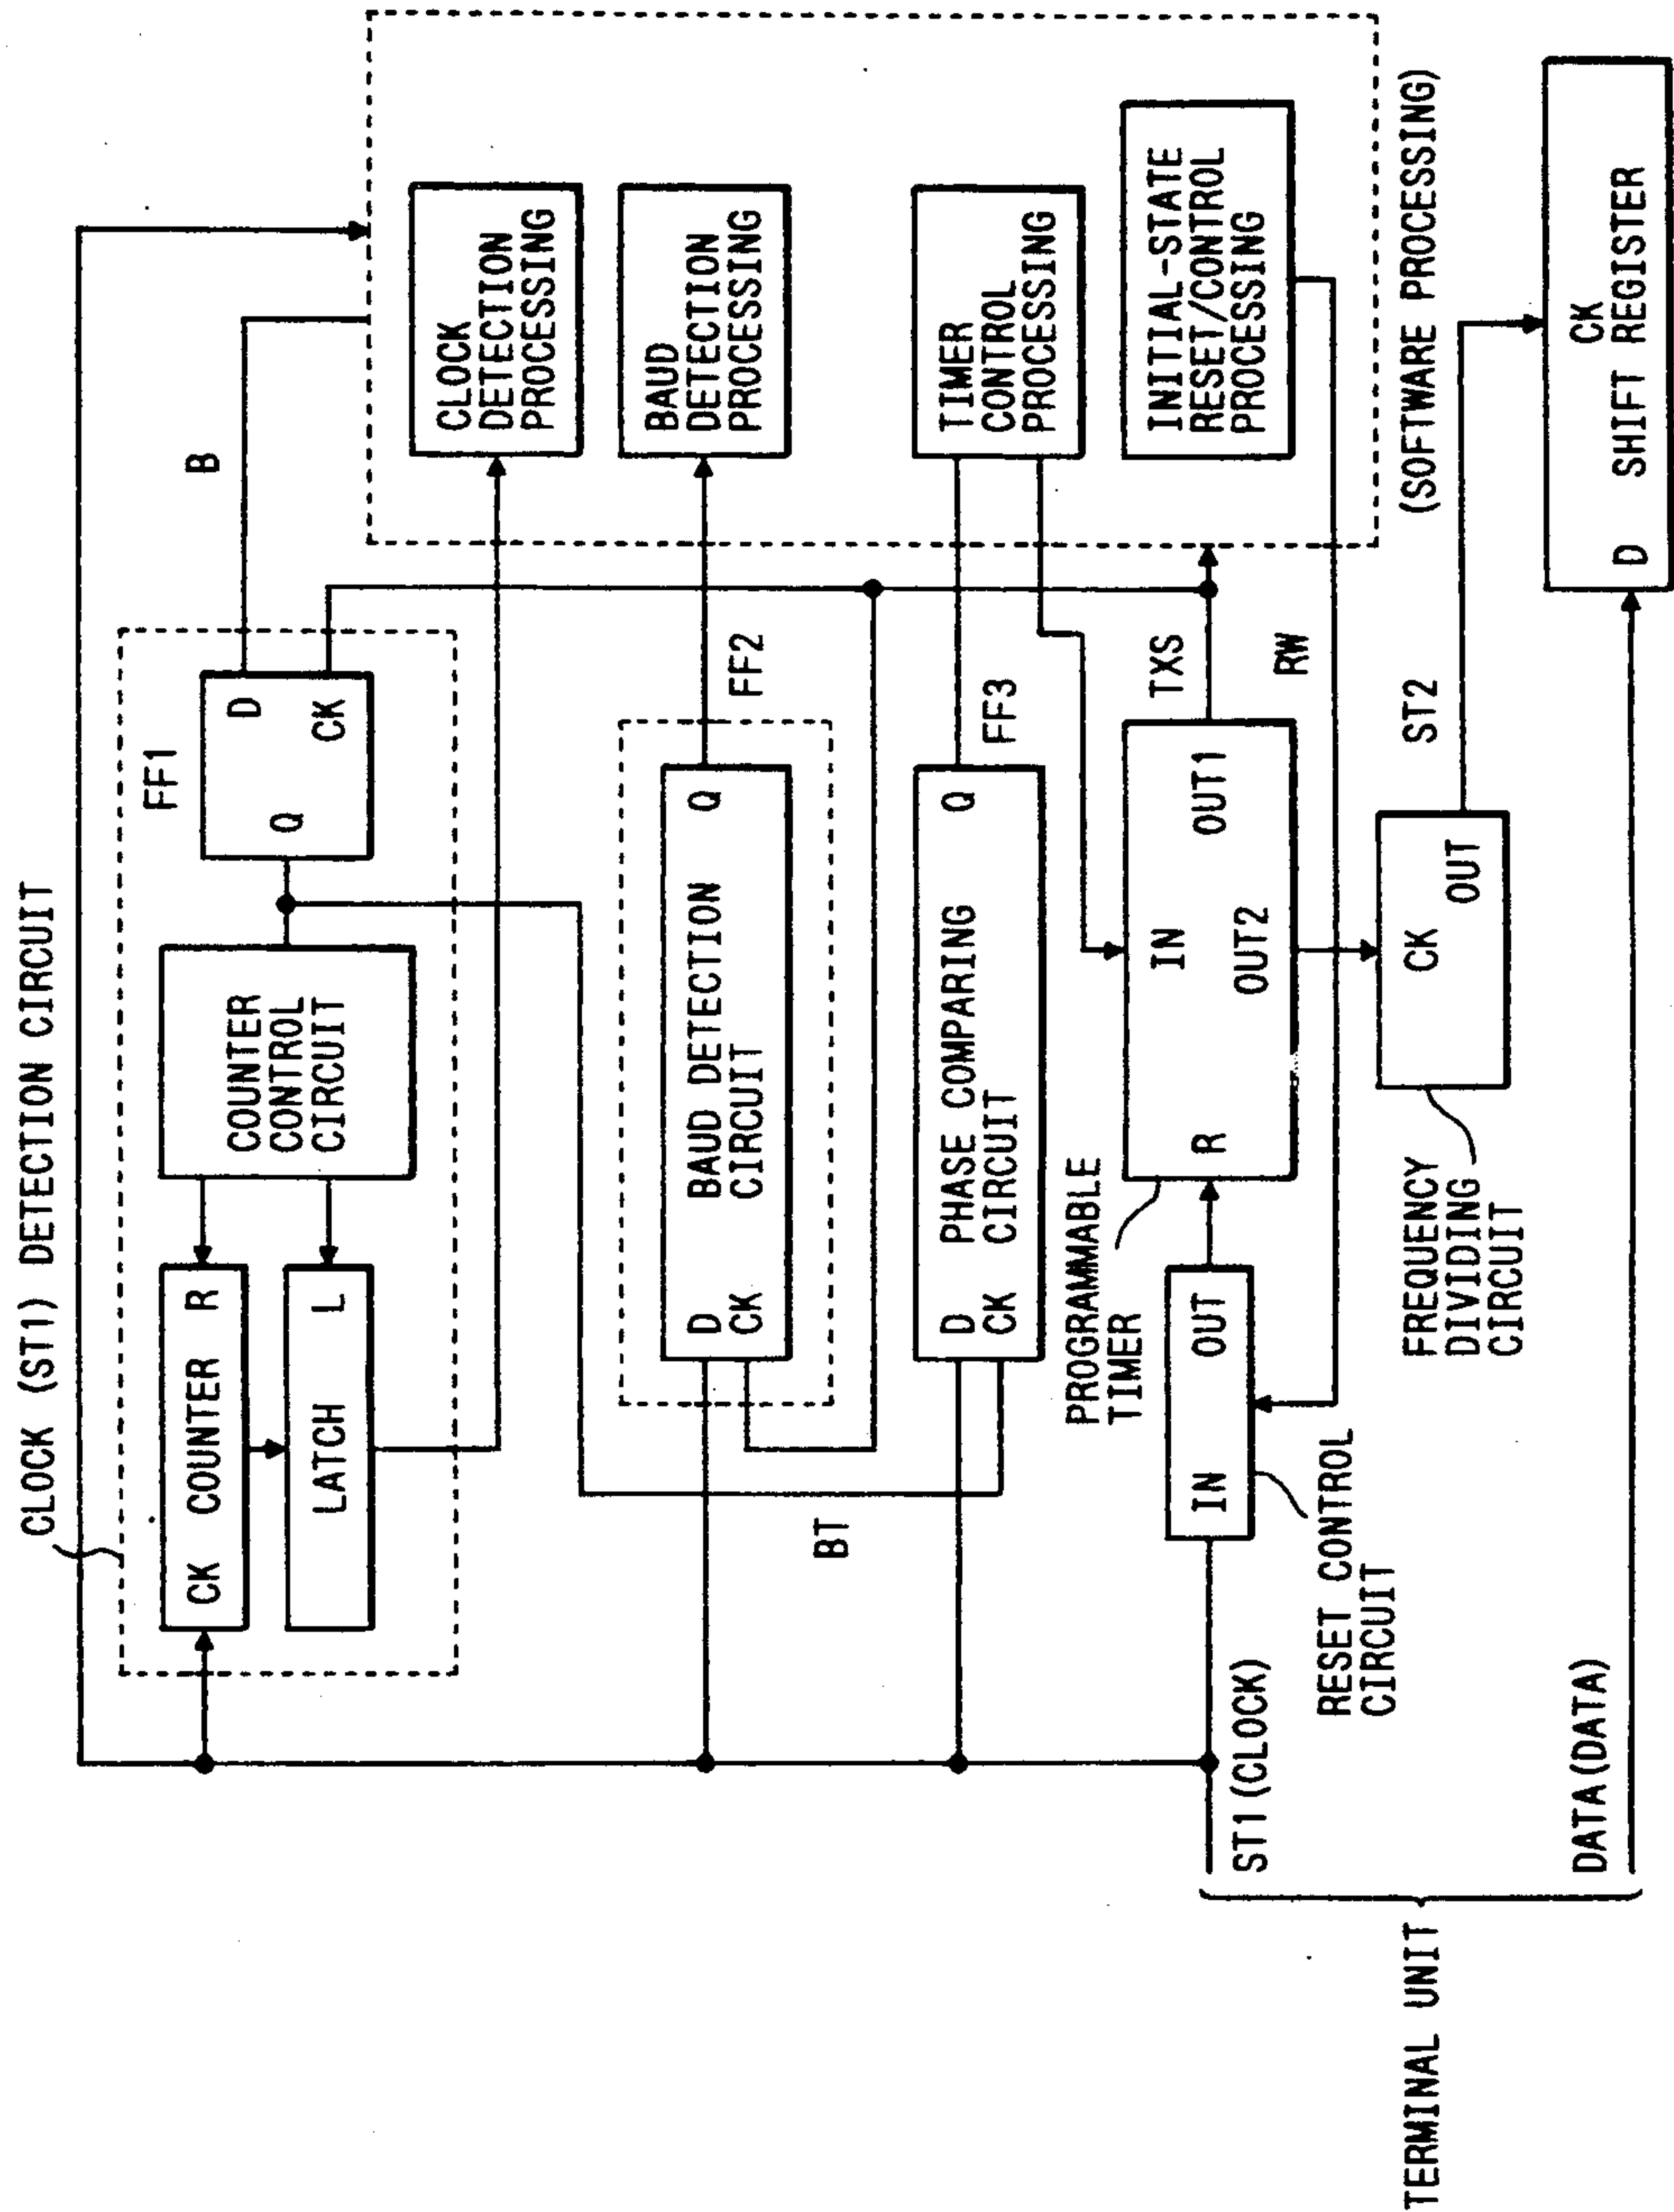 CLOCK (ST1) DETECTION CIRCUIT
CK COUNTER R
LATCH L
COUNTER
CONTROL
CIRCUIT
FF1
D
Q
CK
B
CLOCK
DETECTION
PROCESSING
D BAUD DETECTION Q
CK CIRCUIT
FF2
BAUD
DETECTION
PROCESSING
BT
D PHASE COMPARING Q
CK CIRCUIT
FF3
TIMER
CONTROL
PROCESSING
PROGRAMMABLE
TIMER
IN
R OUT1
OUT2
TXS
RW
INITIAL-STATE
RESET/CONTROL
PROCESSING
IN OUT
RESET CONTROL
CIRCUIT
ST1(CLOCK)
FREQUENCY
DIVIDING
CIRCUIT
CK
OUT
ST2
(SOFTWARE PROCESSING)
TERMINAL UNIT
DATA(DATA)
CK
D SHIFT REGISTER